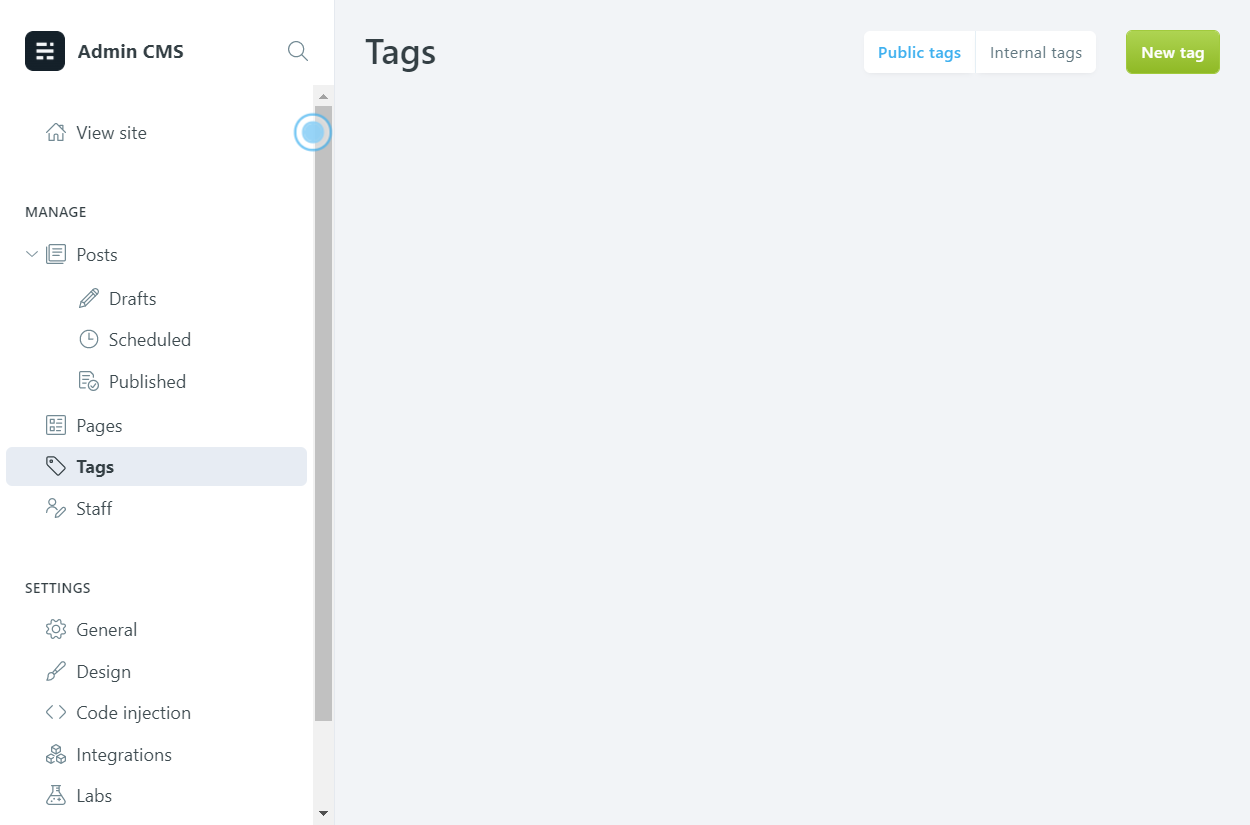 Admin CMS
View site
MANAGE
Posts
Drafts
Scheduled
Published
Pages
Tags
Staff
SETTINGS
General
Design
Code injection
Integrations
Labs
Tags
Public tags
Internal tags
New tag